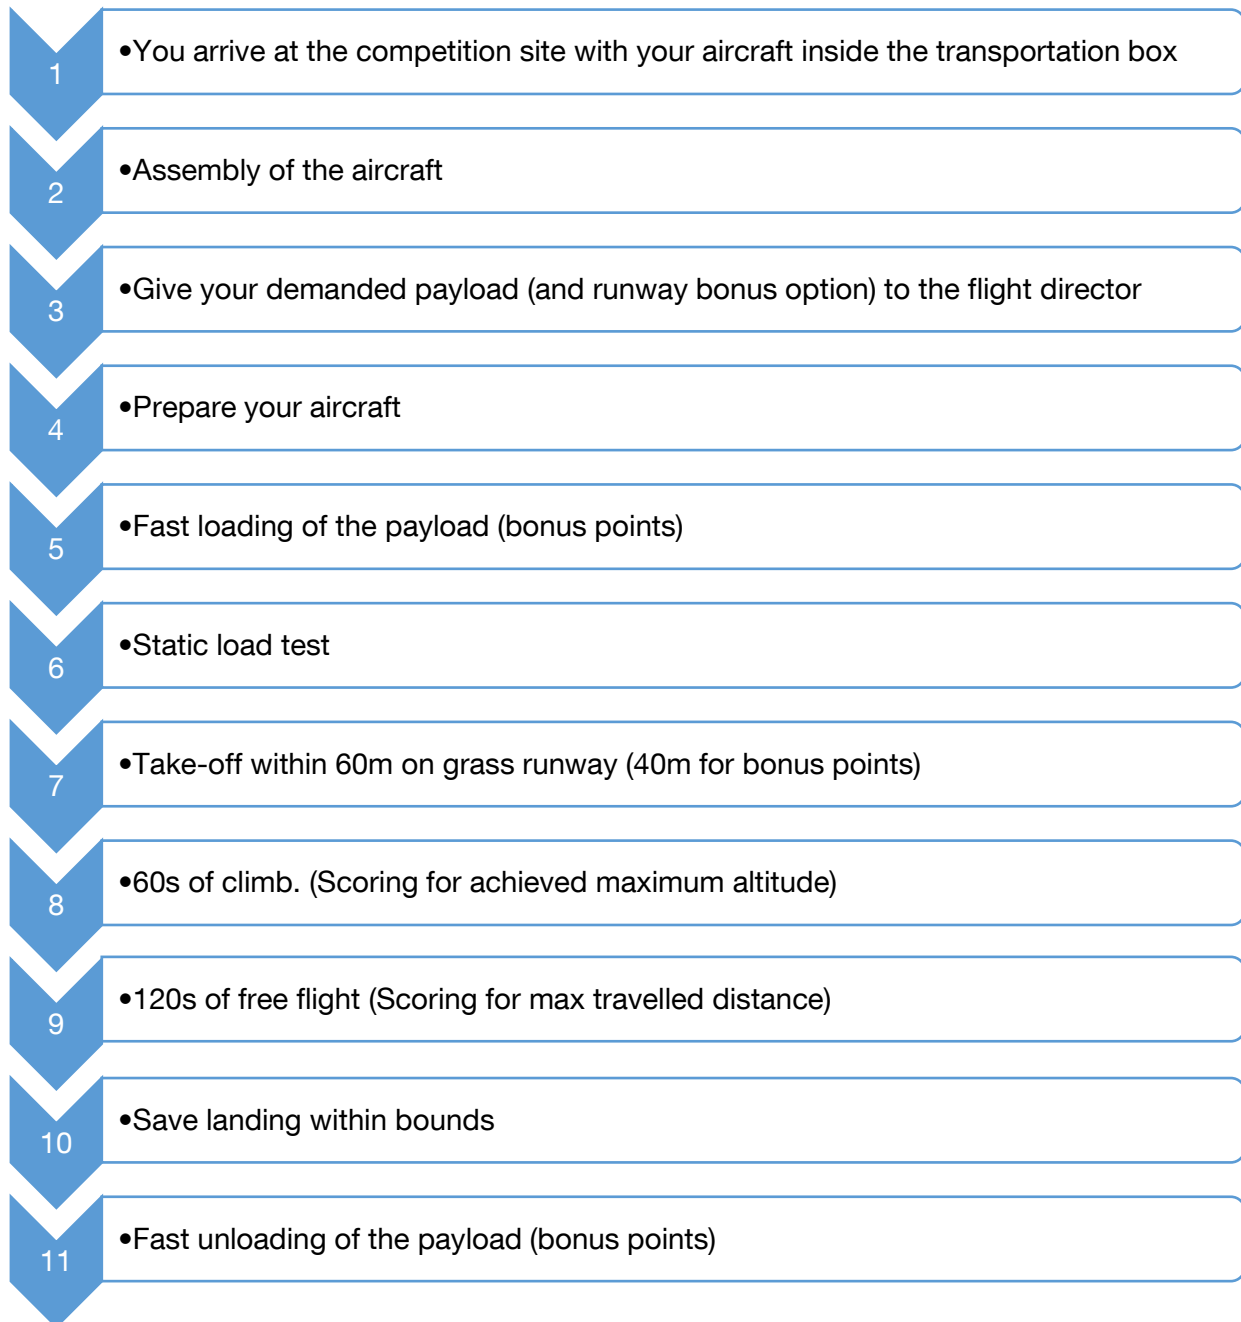 1
•You arrive at the competition site with your aircraft inside the transportation box
2
•Assembly of the aircraft
3
•Give your demanded payload (and runway bonus option) to the flight director
4
•Prepare your aircraft
5
•Fast loading of the payload (bonus points)
6
•Static load test
7
•Take-off within 60m on grass runway (40m for bonus points)
8
•60s of climb. (Scoring for achieved maximum altitude)
9
•120s of free flight (Scoring for max travelled distance)
10
•Save landing within bounds
11
•Fast unloading of the payload (bonus points)